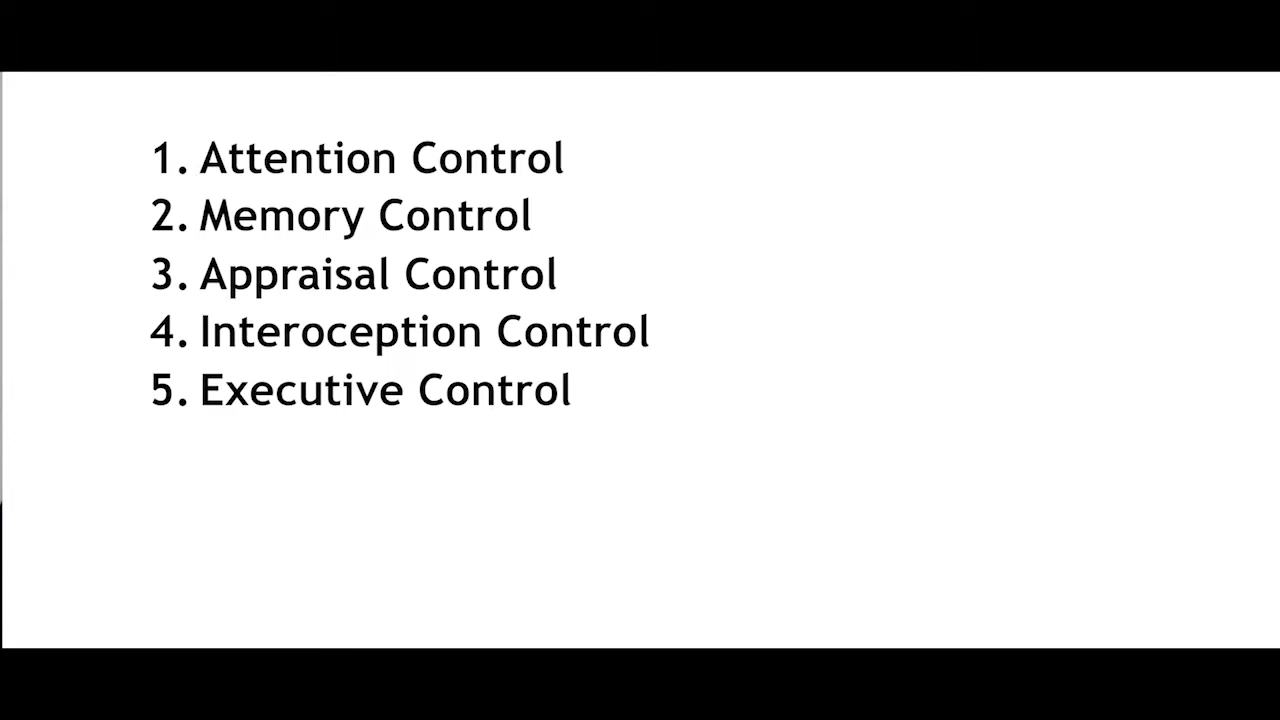 1. Attention Control
2. Memory Control
3. Appraisal Control
4. Interoception Control
5. Executive Control